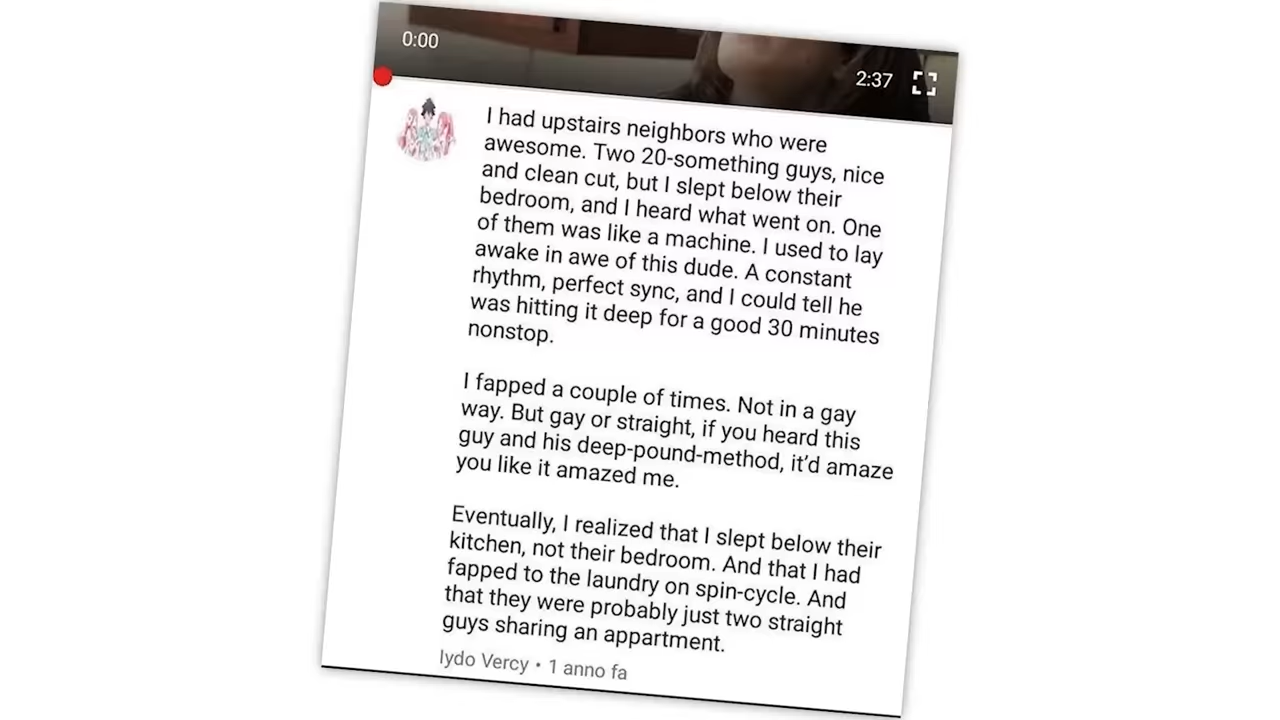 0:00
2:37
I had upstairs neighbors who were
awesome. Two 20-something guys, nice
and clean cut, but I slept below their
bedroom, and I heard what went on. One
of them was like a machine. I used to lay
awake in awe of this dude. A constant
rhythm, perfect sync, and I could tell he
was hitting it deep for a good 30 minutes
nonstop.
I fapped a couple of times. Not in a gay
way. But gay or straight, if you heard this
guy and his deep-pound-method, it'd amaze
you like it amazed me.
Eventually, I realized that I slept below their
kitchen, not their bedroom. And that I had
fapped to the laundry on spin-cycle. And
that they were probably just two straight
guys sharing an appartment.
lydo Vercy • 1 anno fa